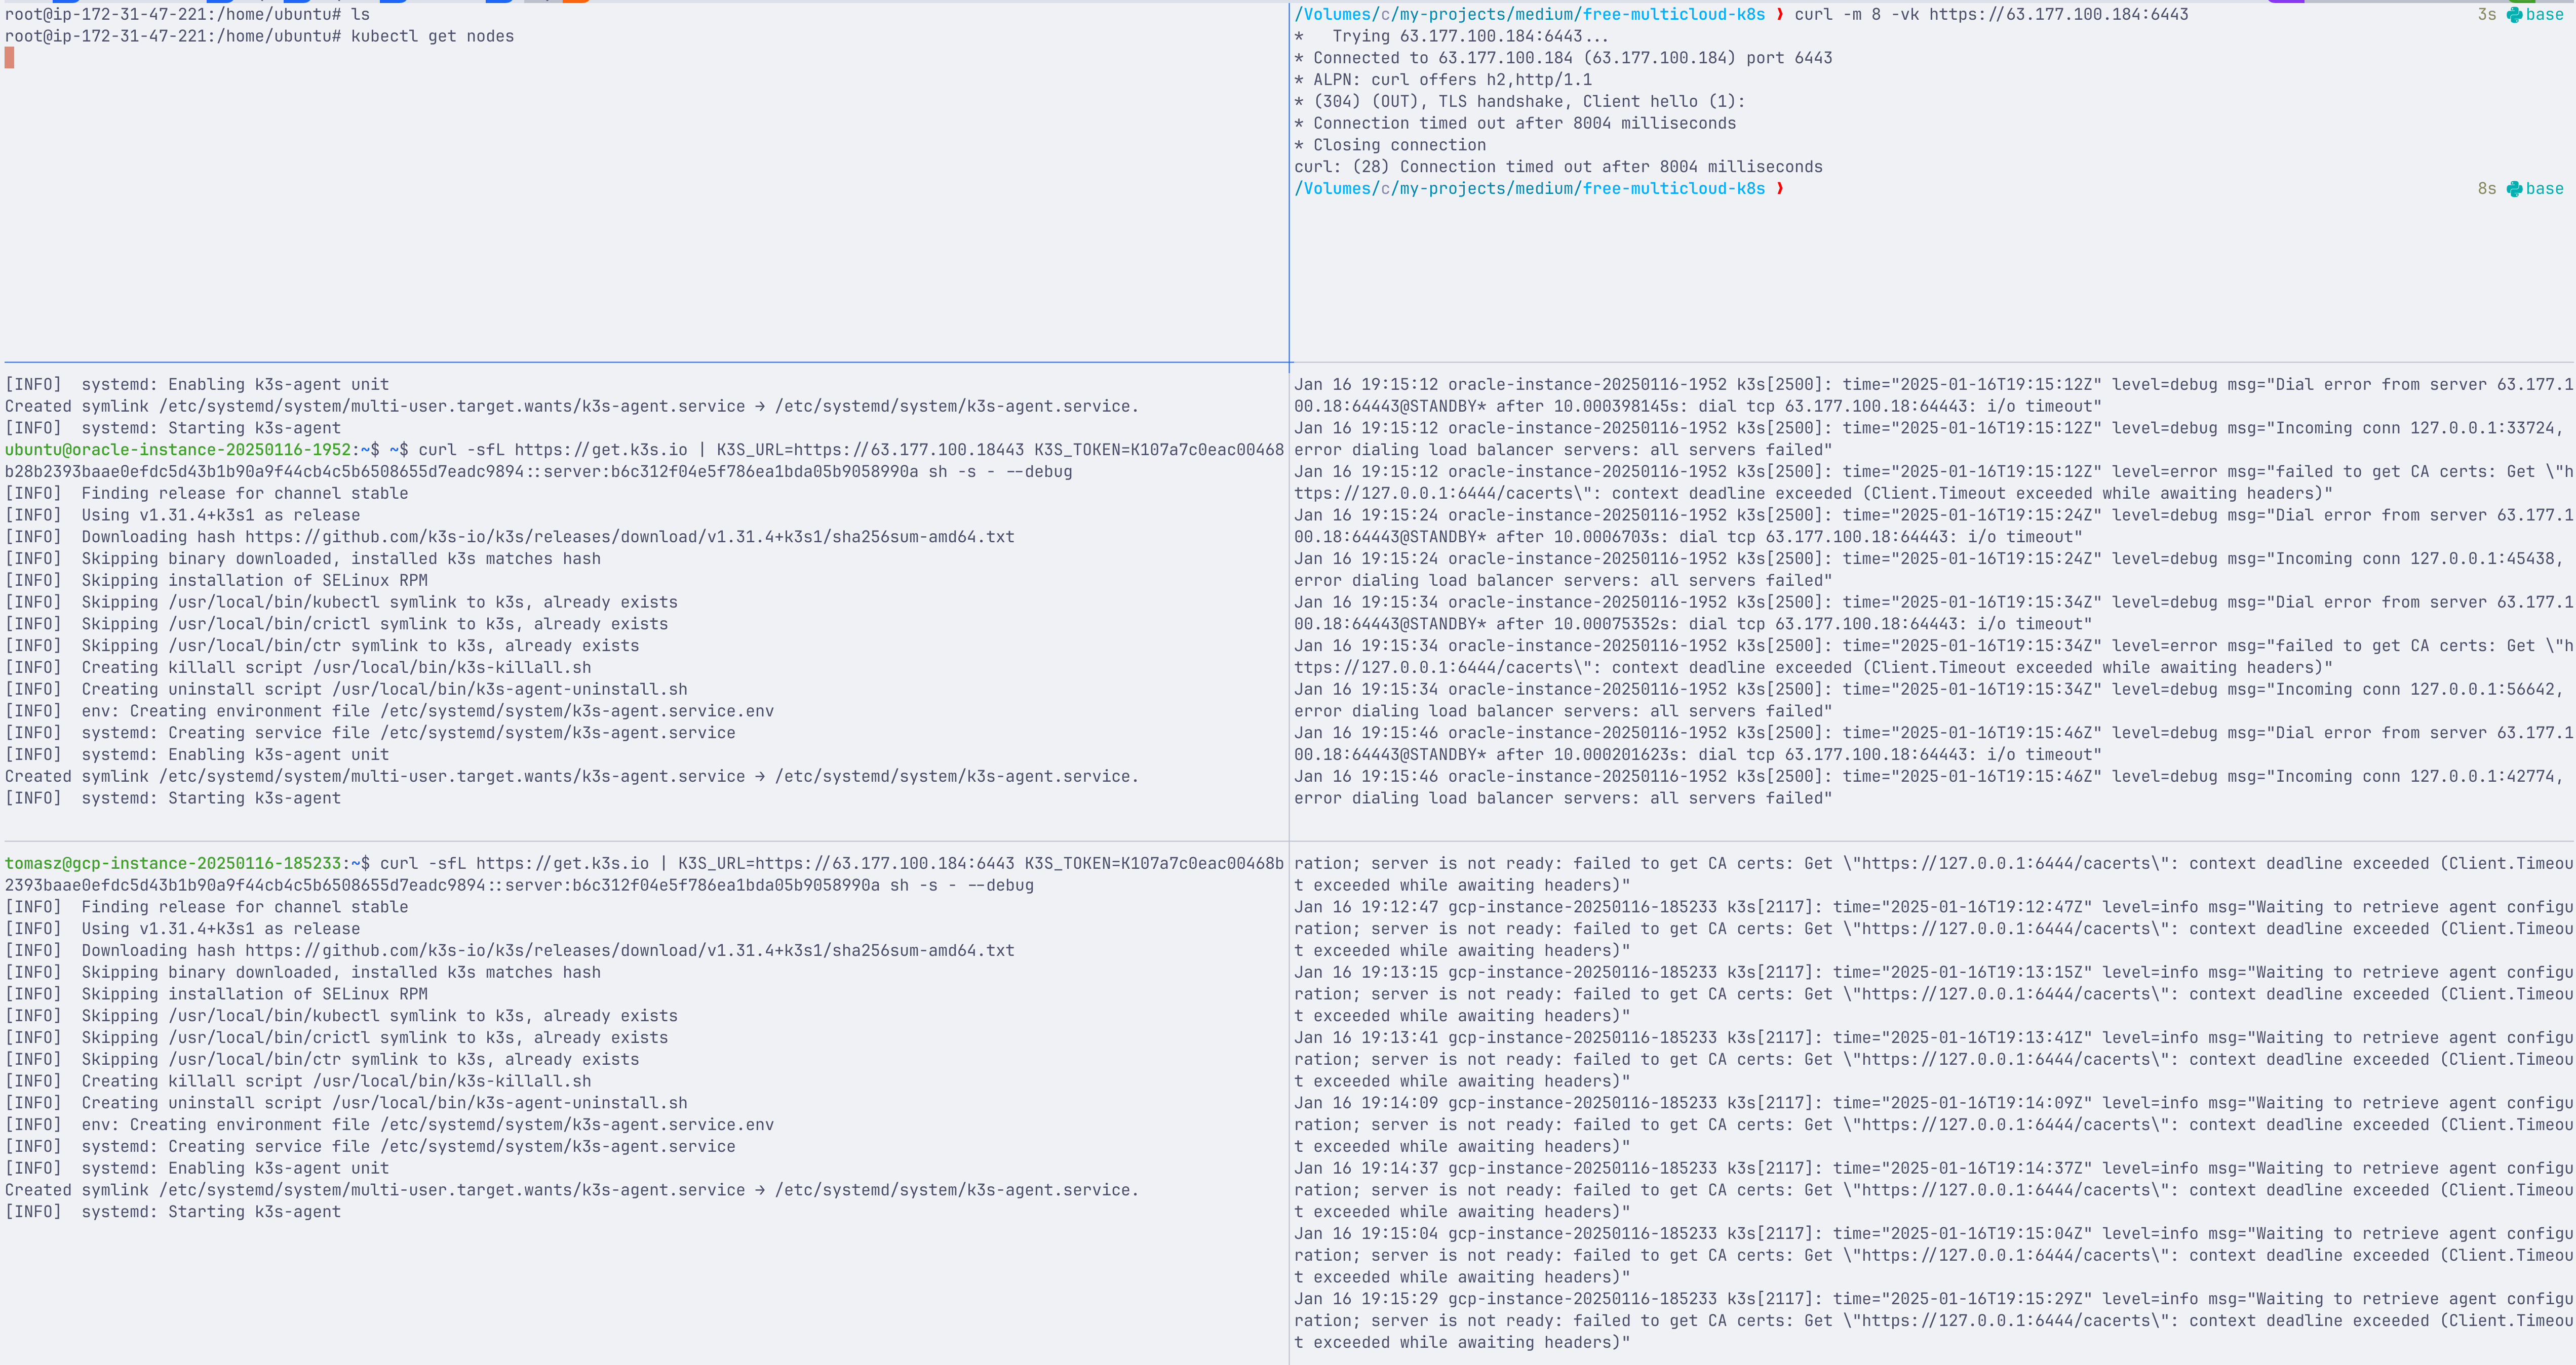 root@ip-172-31-47-221:/home/ubuntu# ls
root@ip-172-31-47-221:/home/ubuntu# kubectl get nodes
/Volumes/c/my-projects/medium/free-multicloud-k8s ❱ curl -m 8 -vk https://63.177.100.184:6443 3s base
*   Trying 63.177.100.184:6443...
* Connected to 63.177.100.184 (63.177.100.184) port 6443
* ALPN: curl offers h2,http/1.1
* (304) (OUT), TLS handshake, Client hello (1):
* Connection timed out after 8004 milliseconds
* Closing connection
curl: (28) Connection timed out after 8004 milliseconds
/Volumes/c/my-projects/medium/free-multicloud-k8s ❱ 8s base
[INFO]  systemd: Enabling k3s-agent unit
Created symlink /etc/systemd/system/multi-user.target.wants/k3s-agent.service → /etc/systemd/system/k3s-agent.service.
[INFO]  systemd: Starting k3s-agent
ubuntu@oracle-instance-20250116-1952:~$ ~$ curl -sfL https://get.k3s.io | K3S_URL=https://63.177.100.18443 K3S_TOKEN=K107a7c0eac00468
b28b2393baae0efdc5d43b1b90a9f44cb4c5b6508655d7eadc9894::server:b6c312f04e5f786ea1bda05b9058990a sh -s - --debug
[INFO]  Finding release for channel stable
[INFO]  Using v1.31.4+k3s1 as release
[INFO]  Downloading hash https://github.com/k3s-io/k3s/releases/download/v1.31.4+k3s1/sha256sum-amd64.txt
[INFO]  Skipping binary downloaded, installed k3s matches hash
[INFO]  Skipping installation of SELinux RPM
[INFO]  Skipping /usr/local/bin/kubectl symlink to k3s, already exists
[INFO]  Skipping /usr/local/bin/crictl symlink to k3s, already exists
[INFO]  Skipping /usr/local/bin/ctr symlink to k3s, already exists
[INFO]  Creating killall script /usr/local/bin/k3s-killall.sh
[INFO]  Creating uninstall script /usr/local/bin/k3s-agent-uninstall.sh
[INFO]  env: Creating environment file /etc/systemd/system/k3s-agent.service.env
[INFO]  systemd: Creating service file /etc/systemd/system/k3s-agent.service
[INFO]  systemd: Enabling k3s-agent unit
Created symlink /etc/systemd/system/multi-user.target.wants/k3s-agent.service → /etc/systemd/system/k3s-agent.service.
[INFO]  systemd: Starting k3s-agent
Jan 16 19:15:12 oracle-instance-20250116-1952 k3s[2500]: time="2025-01-16T19:15:12Z" level=debug msg="Dial error from server 63.177.1
00.18:64443@STANDBY* after 10.000398145s: dial tcp 63.177.100.18:64443: i/o timeout"
Jan 16 19:15:12 oracle-instance-20250116-1952 k3s[2500]: time="2025-01-16T19:15:12Z" level=debug msg="Incoming conn 127.0.0.1:33724,
error dialing load balancer servers: all servers failed"
Jan 16 19:15:12 oracle-instance-20250116-1952 k3s[2500]: time="2025-01-16T19:15:12Z" level=error msg="failed to get CA certs: Get \"h
ttps://127.0.0.1:6444/cacerts\": context deadline exceeded (Client.Timeout exceeded while awaiting headers)"
Jan 16 19:15:24 oracle-instance-20250116-1952 k3s[2500]: time="2025-01-16T19:15:24Z" level=debug msg="Dial error from server 63.177.1
00.18:64443@STANDBY* after 10.0006703s: dial tcp 63.177.100.18:64443: i/o timeout"
Jan 16 19:15:24 oracle-instance-20250116-1952 k3s[2500]: time="2025-01-16T19:15:24Z" level=debug msg="Incoming conn 127.0.0.1:45438,
error dialing load balancer servers: all servers failed"
Jan 16 19:15:34 oracle-instance-20250116-1952 k3s[2500]: time="2025-01-16T19:15:34Z" level=debug msg="Dial error from server 63.177.1
00.18:64443@STANDBY* after 10.00075352s: dial tcp 63.177.100.18:64443: i/o timeout"
Jan 16 19:15:34 oracle-instance-20250116-1952 k3s[2500]: time="2025-01-16T19:15:34Z" level=error msg="failed to get CA certs: Get \"h
ttps://127.0.0.1:6444/cacerts\": context deadline exceeded (Client.Timeout exceeded while awaiting headers)"
Jan 16 19:15:34 oracle-instance-20250116-1952 k3s[2500]: time="2025-01-16T19:15:34Z" level=debug msg="Incoming conn 127.0.0.1:56642,
error dialing load balancer servers: all servers failed"
Jan 16 19:15:46 oracle-instance-20250116-1952 k3s[2500]: time="2025-01-16T19:15:46Z" level=debug msg="Dial error from server 63.177.1
00.18:64443@STANDBY* after 10.000201623s: dial tcp 63.177.100.18:64443: i/o timeout"
Jan 16 19:15:46 oracle-instance-20250116-1952 k3s[2500]: time="2025-01-16T19:15:46Z" level=debug msg="Incoming conn 127.0.0.1:42774,
error dialing load balancer servers: all servers failed"
tomasz@gcp-instance-20250116-185233:~$ curl -sfL https://get.k3s.io | K3S_URL=https://63.177.100.184:6443 K3S_TOKEN=K107a7c0eac00468b
2393baae0efdc5d43b1b90a9f44cb4c5b6508655d7eadc9894::server:b6c312f04e5f786ea1bda05b9058990a sh -s - --debug
[INFO]  Finding release for channel stable
[INFO]  Using v1.31.4+k3s1 as release
[INFO]  Downloading hash https://github.com/k3s-io/k3s/releases/download/v1.31.4+k3s1/sha256sum-amd64.txt
[INFO]  Skipping binary downloaded, installed k3s matches hash
[INFO]  Skipping installation of SELinux RPM
[INFO]  Skipping /usr/local/bin/kubectl symlink to k3s, already exists
[INFO]  Skipping /usr/local/bin/crictl symlink to k3s, already exists
[INFO]  Skipping /usr/local/bin/ctr symlink to k3s, already exists
[INFO]  Creating killall script /usr/local/bin/k3s-killall.sh
[INFO]  Creating uninstall script /usr/local/bin/k3s-agent-uninstall.sh
[INFO]  env: Creating environment file /etc/systemd/system/k3s-agent.service.env
[INFO]  systemd: Creating service file /etc/systemd/system/k3s-agent.service
[INFO]  systemd: Enabling k3s-agent unit
Created symlink /etc/systemd/system/multi-user.target.wants/k3s-agent.service → /etc/systemd/system/k3s-agent.service.
[INFO]  systemd: Starting k3s-agent
ration; server is not ready: failed to get CA certs: Get \"https://127.0.0.1:6444/cacerts\": context deadline exceeded (Client.Timeou
t exceeded while awaiting headers)"
Jan 16 19:12:47 gcp-instance-20250116-185233 k3s[2117]: time="2025-01-16T19:12:47Z" level=info msg="Waiting to retrieve agent configu
ration; server is not ready: failed to get CA certs: Get \"https://127.0.0.1:6444/cacerts\": context deadline exceeded (Client.Timeou
t exceeded while awaiting headers)"
Jan 16 19:13:15 gcp-instance-20250116-185233 k3s[2117]: time="2025-01-16T19:13:15Z" level=info msg="Waiting to retrieve agent configu
ration; server is not ready: failed to get CA certs: Get \"https://127.0.0.1:6444/cacerts\": context deadline exceeded (Client.Timeou
t exceeded while awaiting headers)"
Jan 16 19:13:41 gcp-instance-20250116-185233 k3s[2117]: time="2025-01-16T19:13:41Z" level=info msg="Waiting to retrieve agent configu
ration; server is not ready: failed to get CA certs: Get \"https://127.0.0.1:6444/cacerts\": context deadline exceeded (Client.Timeou
t exceeded while awaiting headers)"
Jan 16 19:14:09 gcp-instance-20250116-185233 k3s[2117]: time="2025-01-16T19:14:09Z" level=info msg="Waiting to retrieve agent configu
ration; server is not ready: failed to get CA certs: Get \"https://127.0.0.1:6444/cacerts\": context deadline exceeded (Client.Timeou
t exceeded while awaiting headers)"
Jan 16 19:14:37 gcp-instance-20250116-185233 k3s[2117]: time="2025-01-16T19:14:37Z" level=info msg="Waiting to retrieve agent configu
ration; server is not ready: failed to get CA certs: Get \"https://127.0.0.1:6444/cacerts\": context deadline exceeded (Client.Timeou
t exceeded while awaiting headers)"
Jan 16 19:15:04 gcp-instance-20250116-185233 k3s[2117]: time="2025-01-16T19:15:04Z" level=info msg="Waiting to retrieve agent configu
ration; server is not ready: failed to get CA certs: Get \"https://127.0.0.1:6444/cacerts\": context deadline exceeded (Client.Timeou
t exceeded while awaiting headers)"
Jan 16 19:15:29 gcp-instance-20250116-185233 k3s[2117]: time="2025-01-16T19:15:29Z" level=info msg="Waiting to retrieve agent configu
ration; server is not ready: failed to get CA certs: Get \"https://127.0.0.1:6444/cacerts\": context deadline exceeded (Client.Timeou
t exceeded while awaiting headers)"